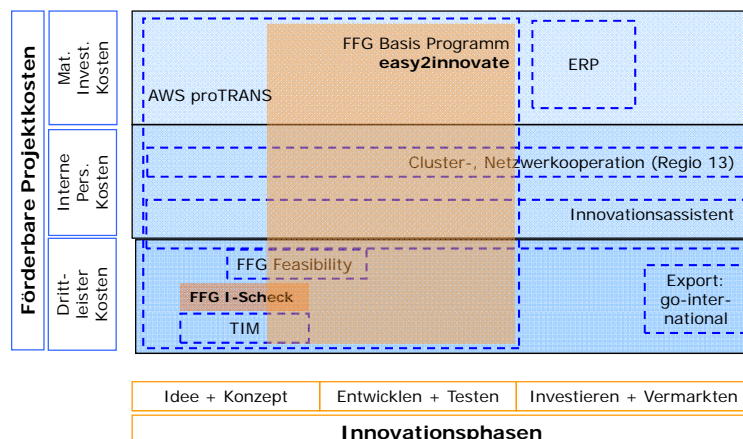 Förderbare Projektkosten
Mat.
Invest.
Kosten
Interne
Pers.
Kosten
Dritt-
leister
Kosten
FFG Basis Programm
easy2innovate
ERP
AWS proTRANS
Cluster-, Netzwerkooperation (Regio 13)
Innovationsassistent
FFG Feasibility
FFG I-Scheck
TIM
Export:
go-inter-
national
Idee + Konzept
Entwicklen + Testen
Investieren + Vermarkten
Innovationsphasen